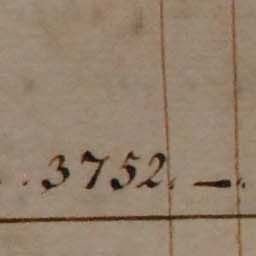 . . 3752. —.